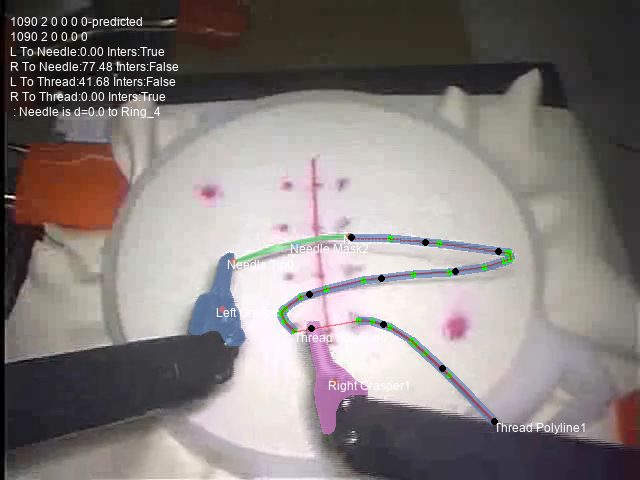 1090 2 0 0 0 0-predicted
1090 2 0 0 0 0
L To Needle:0.00 Inters:True
R To Needle:77.48 Inters:False
L To Thread:41.68 Inters:False
R To Thread:0.00 Inters:True
: Needle is d=0.0 to Ring_4
Needle Mask2
Needle
Left
Thread
Right Grasper1
Thread Polyline1